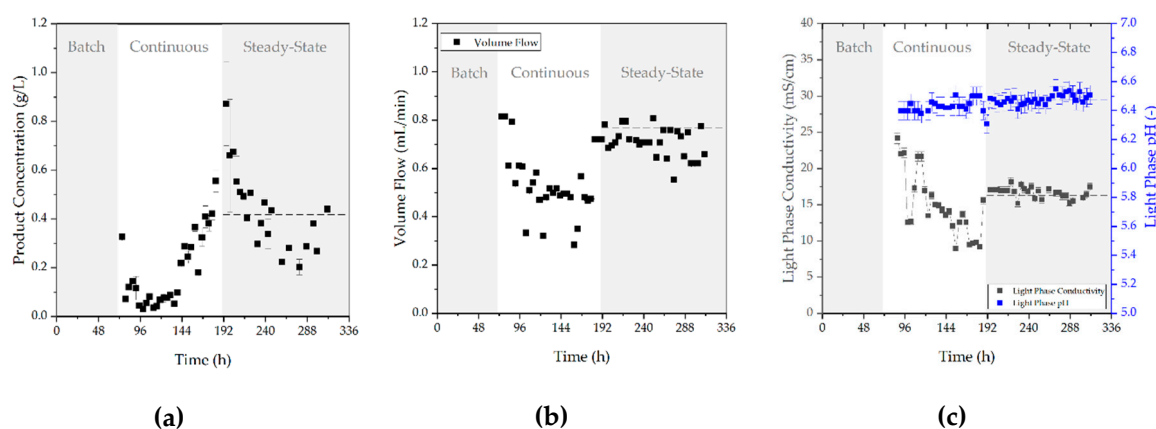 (a)
(b)
(c)
1.2
1.0
0.8
0.6
0.4
0.2
0.0
Product Concentration (g/L)
Batch
Continuous
Steady-State
0
48
96
144
192
240
288
336
Time (h)
1.2
1.0
0.8
0.6
0.4
0.2
0.0
Volume Flow (mL/min)
Volume Flow
Batch
Continuous
Steady-State
0
48
96
144
192
240
288
336
Time (h)
40
35
30
25
20
15
10
5
0
Light Phase Conductivity (mS/cm)
Batch
Continuous
Steady-State
Light Phase Conductivity
Light Phase pH
0
96
144
192
240
288
336
48
Time (h)
7.0
6.8
6.6
6.4
6.2
6.0
5.8
5.6
5.4
5.2
5.0
Light Phase pH (-)
(a)
(b)
(c)